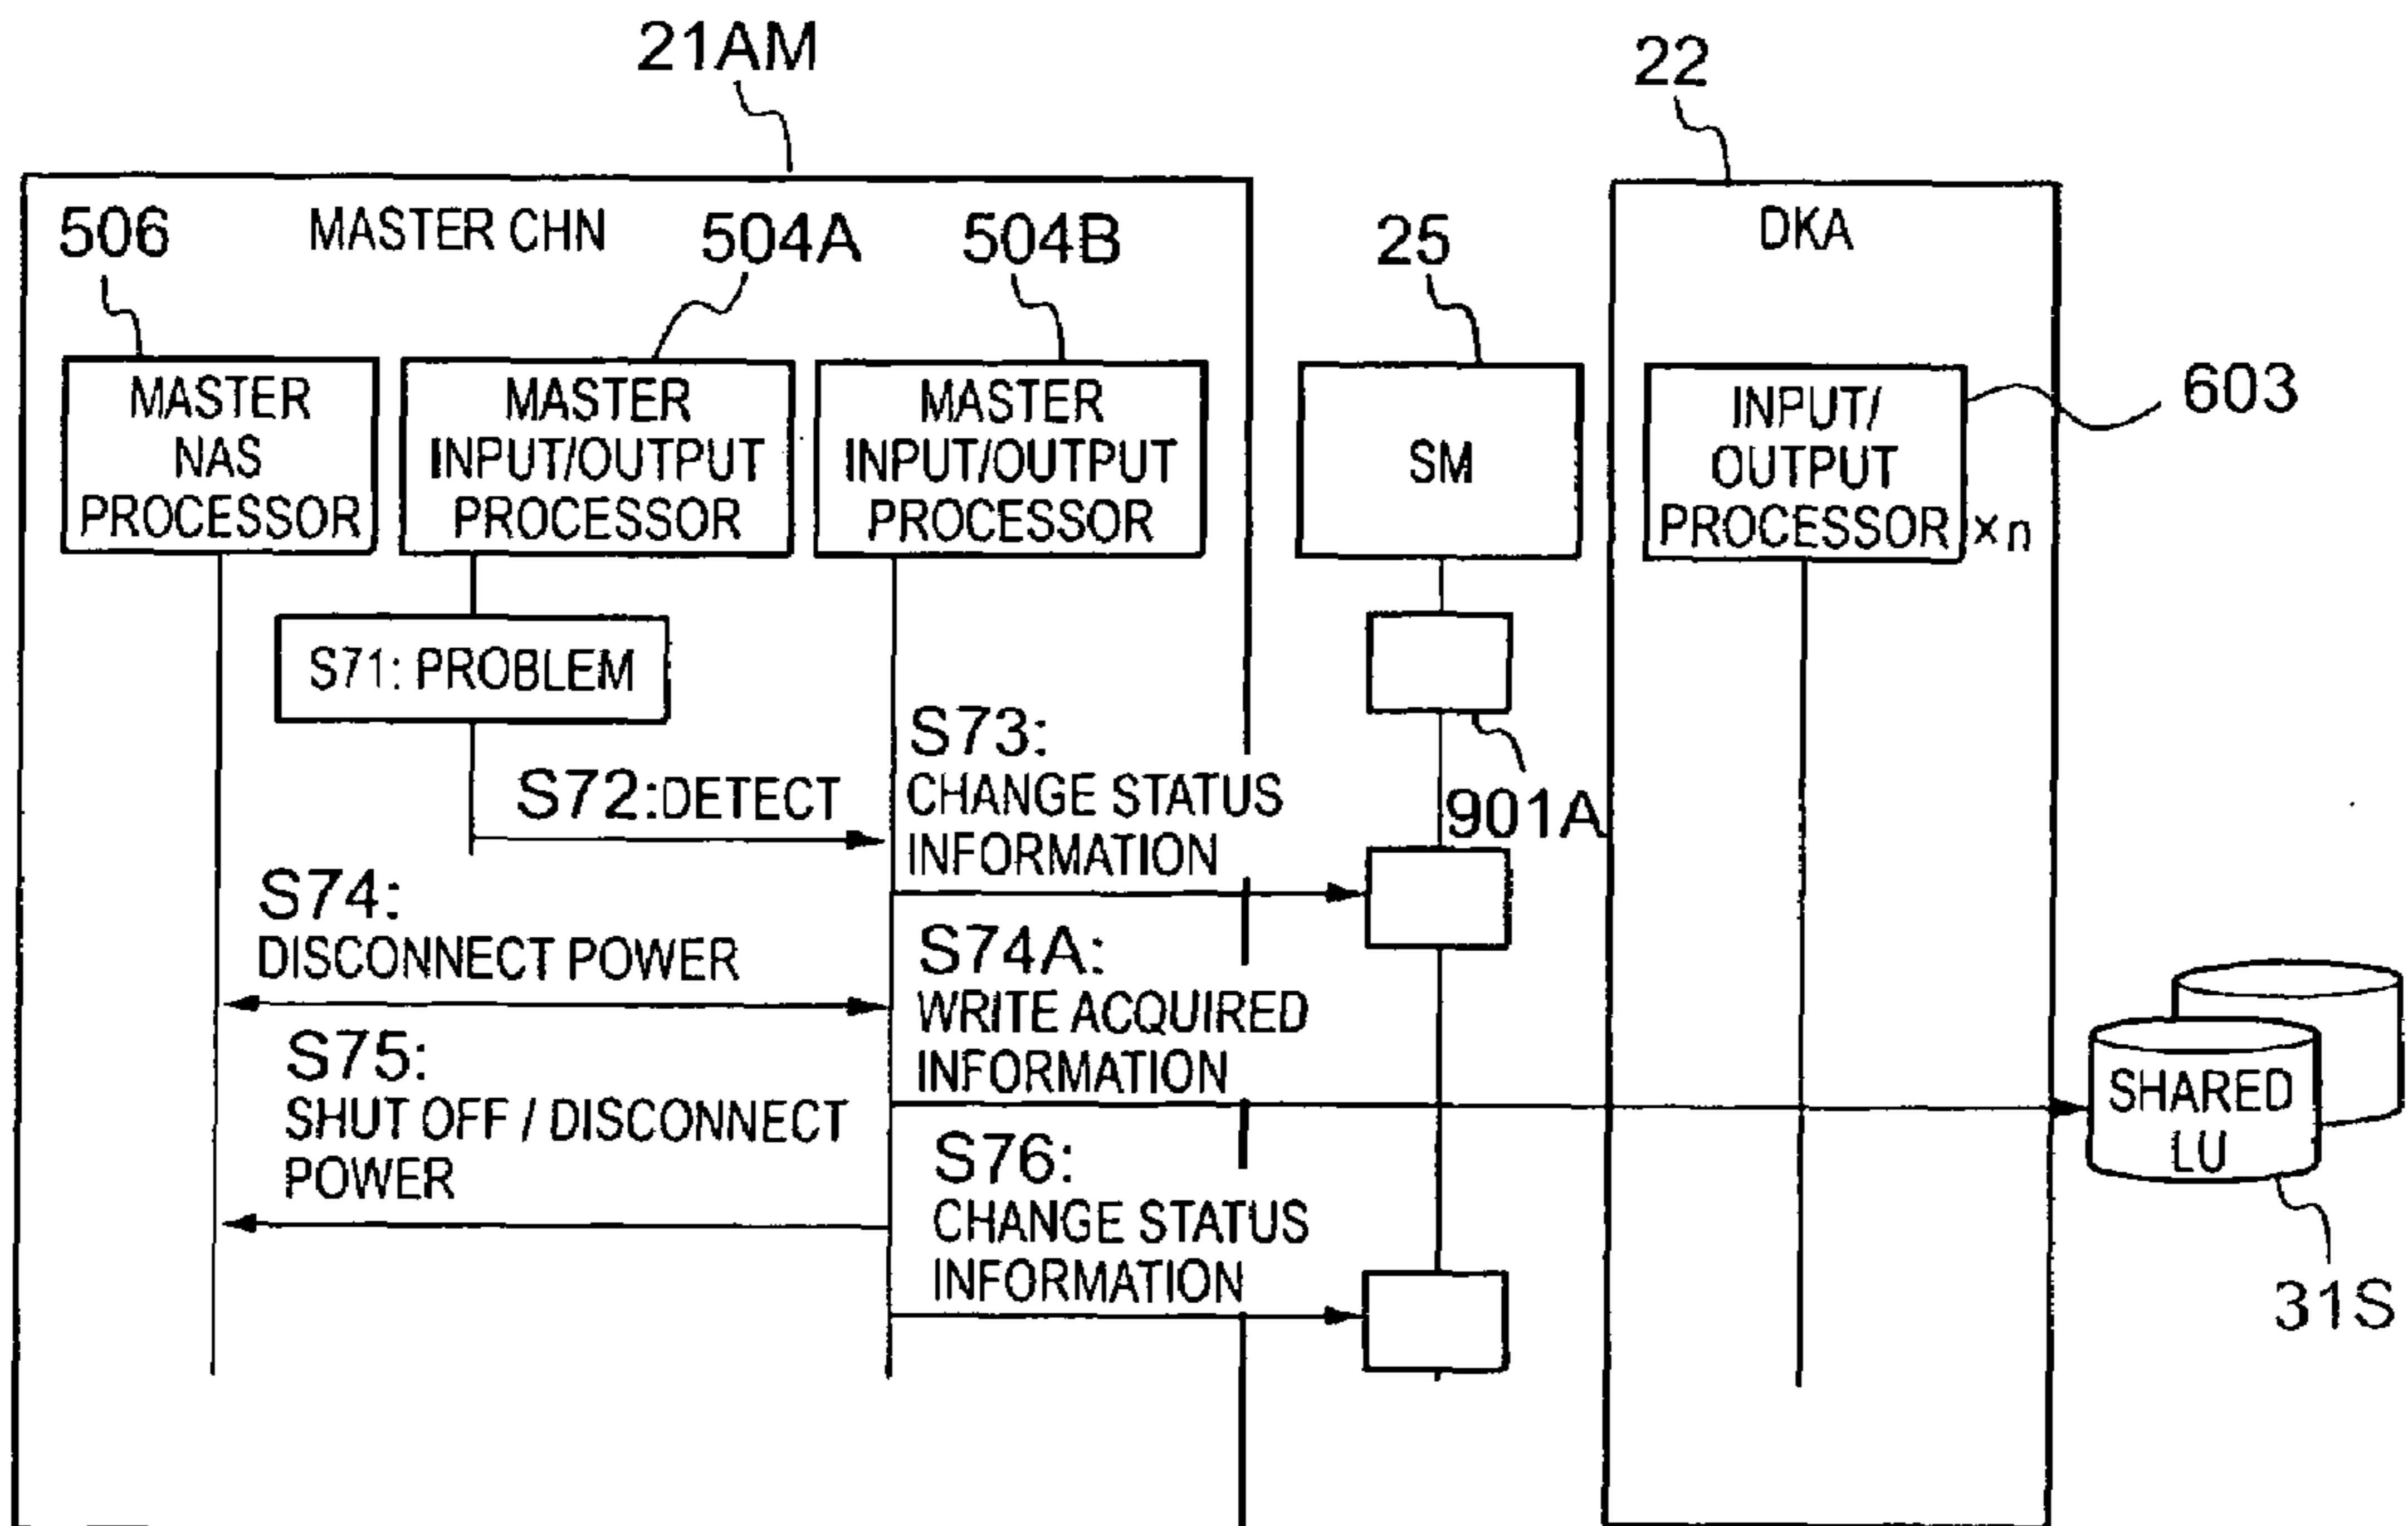 21AM
22
506
MASTER CHN
504A
504B
25
DKA
MASTER
NAS
PROCESSOR
MASTER
INPUT/OUTPUT
PROCESSOR
MASTER
INPUT/OUTPUT
PROCESSOR
SM
INPUT/
OUTPUT
PROCESSOR
×n
603
S71: PROBLEM
S72:DETECT
S73:
CHANGE STATUS
INFORMATION
901A
S74:
DISCONNECT POWER
S74A:
WRITE ACQUIRED
INFORMATION
S75:
SHUT OFF / DISCONNECT
POWER
SHARED
LU
S76:
CHANGE STATUS
INFORMATION
31S